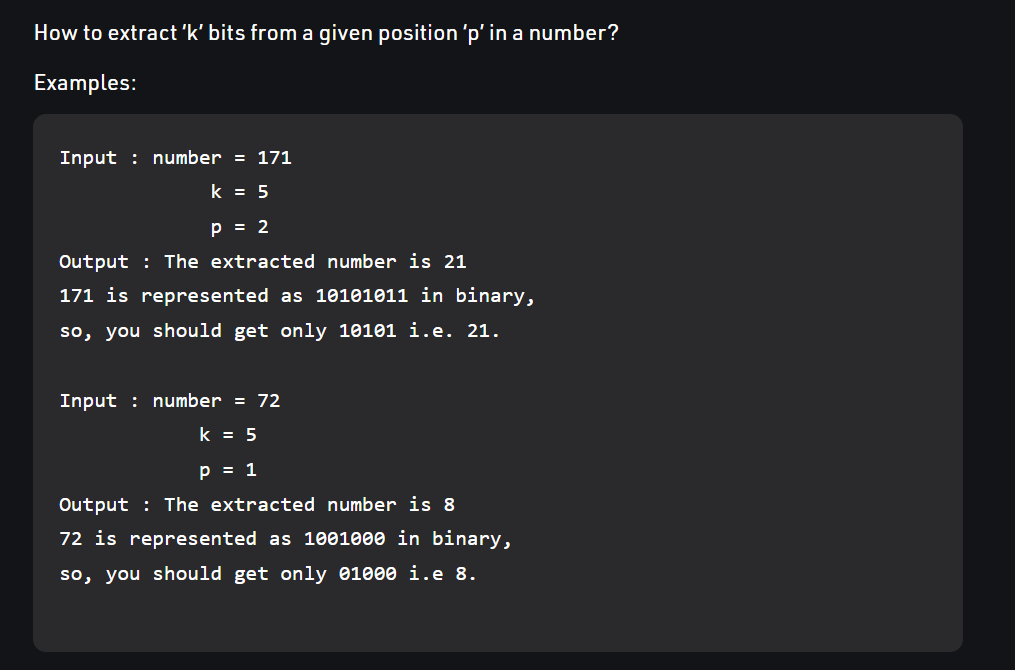 How to extract ‘k’ bits from a given position ‘p’ in a number?
Examples:
Input : number = 171
k = 5
p = 2
Output : The extracted number is 21
171 is represented as 10101011 in binary,
so, you should get only 10101 i.e. 21.
Input : number = 72
k = 5
p = 1
Output : The extracted number is 8
72 is represented as 1001000 in binary,
so, you should get only 01000 i.e 8.